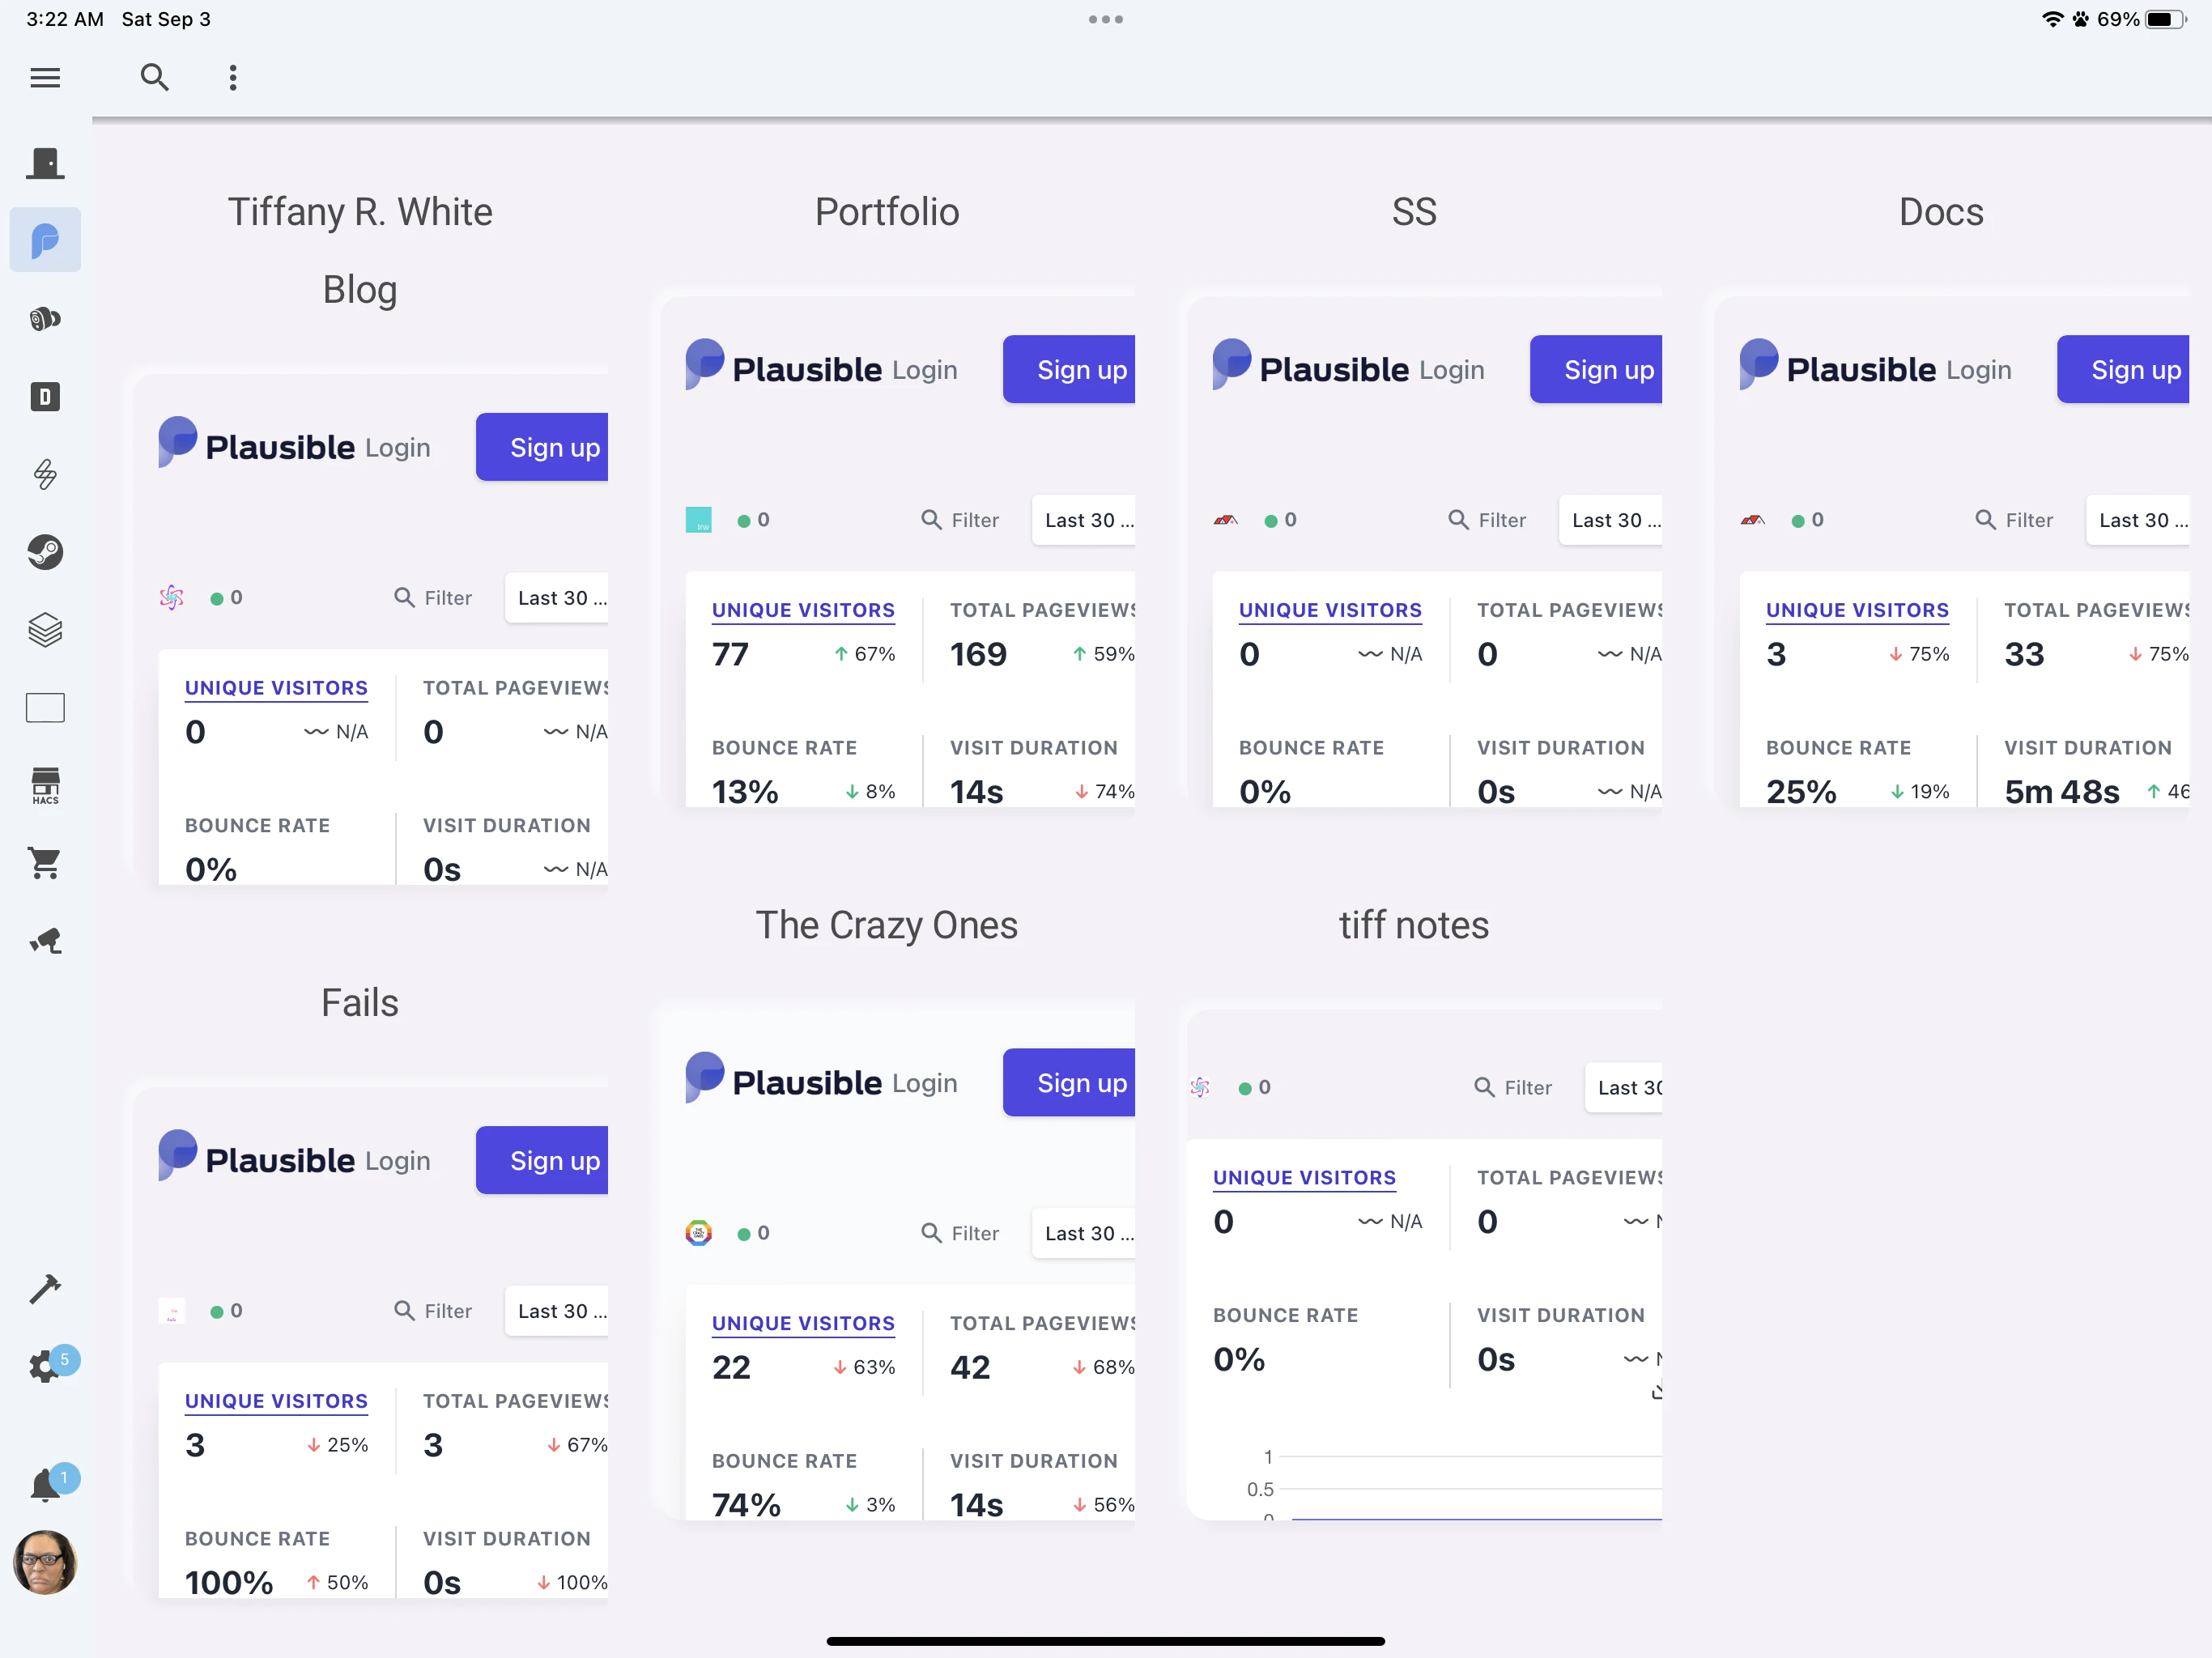 3:22 AM Sat Sep 3
69%
Tiffany R. White
Blog
Plausible Login Sign up
0 Filter Last 30 ...
UNIQUE VISITORS TOTAL PAGEVIEWS
0 N/A 0 N/A
BOUNCE RATE VISIT DURATION
0% 0s N/A
Portfolio
Plausible Login Sign up
trw 0 Filter Last 30 ...
UNIQUE VISITORS TOTAL PAGEVIEWS
77 67% 169 59%
BOUNCE RATE VISIT DURATION
13% 8% 14s 74%
SS
Plausible Login Sign up
0 Filter Last 30 ...
UNIQUE VISITORS TOTAL PAGEVIEWS
0 N/A 0 N/A
BOUNCE RATE VISIT DURATION
0% 0s N/A
Docs
Plausible Login Sign up
0 Filter Last 30 ...
UNIQUE VISITORS TOTAL PAGEVIEWS
3 75% 33 75%
BOUNCE RATE VISIT DURATION
25% 19% 5m 48s 46
Fails
Plausible Login Sign up
0 Filter Last 30 ...
UNIQUE VISITORS TOTAL PAGEVIEWS
3 25% 3 67%
BOUNCE RATE VISIT DURATION
100% 50% 0s 100%
The Crazy Ones
Plausible Login Sign up
0 Filter Last 30 ...
UNIQUE VISITORS TOTAL PAGEVIEWS
22 63% 42 68%
BOUNCE RATE VISIT DURATION
74% 3% 14s 56%
tiff notes
0 Filter Last 30
UNIQUE VISITORS TOTAL PAGEVIEWS
0 N/A 0 N
BOUNCE RATE VISIT DURATION
0% 0s N
1
0.5
0
D
HACS
5
1